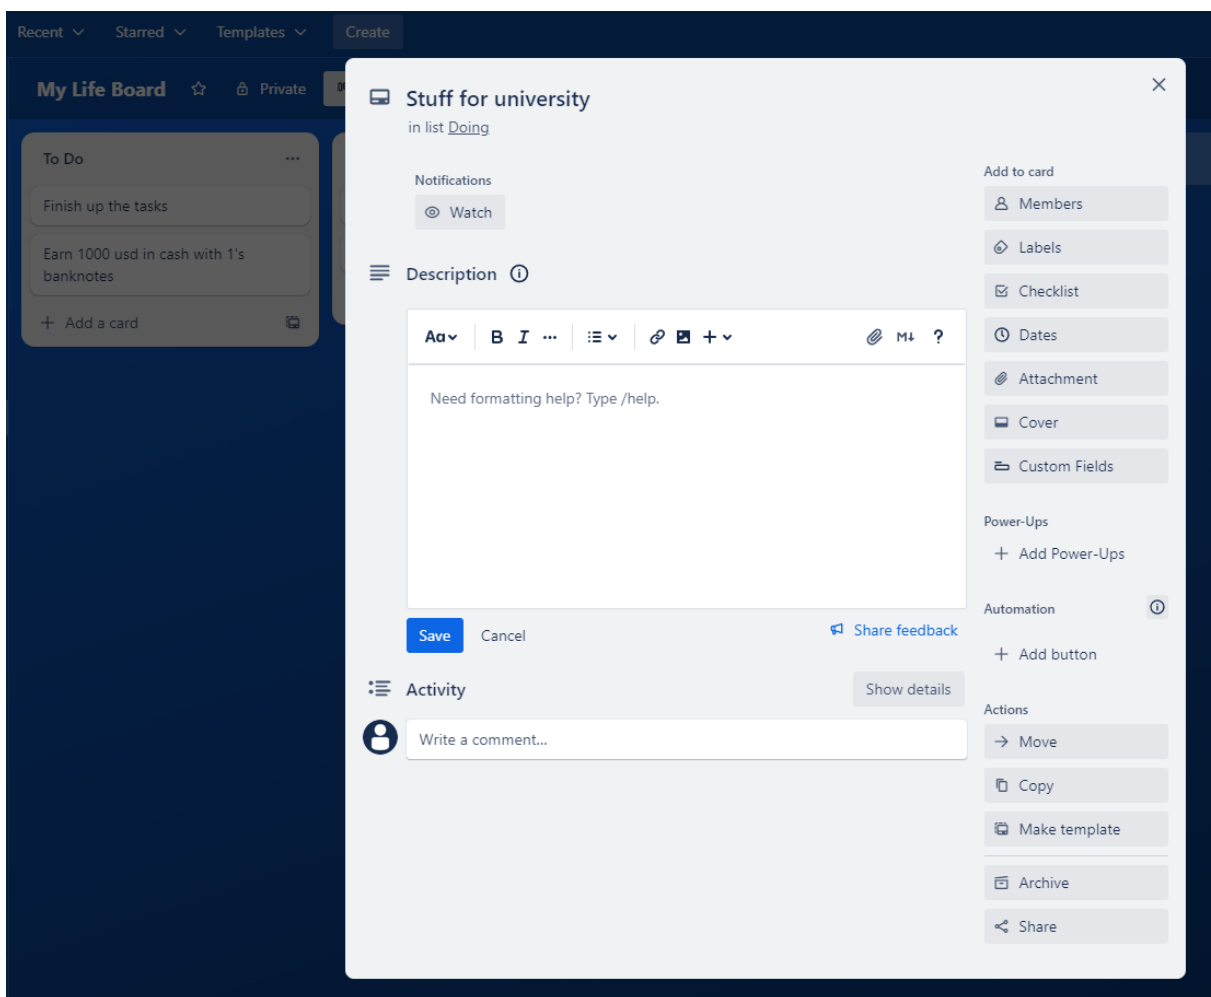 Recent Starred Templates Create
My Life Board Private
To Do
Finish up the tasks
Earn 1000 usd in cash with 1's
banknotes
Add a card
Stuff for university
in list Doing
Notifications
Watch
Description
Aa B I M
Need formatting help? Type /help.
Save Cancel Share feedback
Activity Show details
Write a comment...
Add to card
Members
Labels
Checklist
Dates
Attachment
Cover
Custom Fields
Power-Ups
+ Add Power-Ups
Automation
+ Add button
Actions
Move
Copy
Make template
Archive
Share